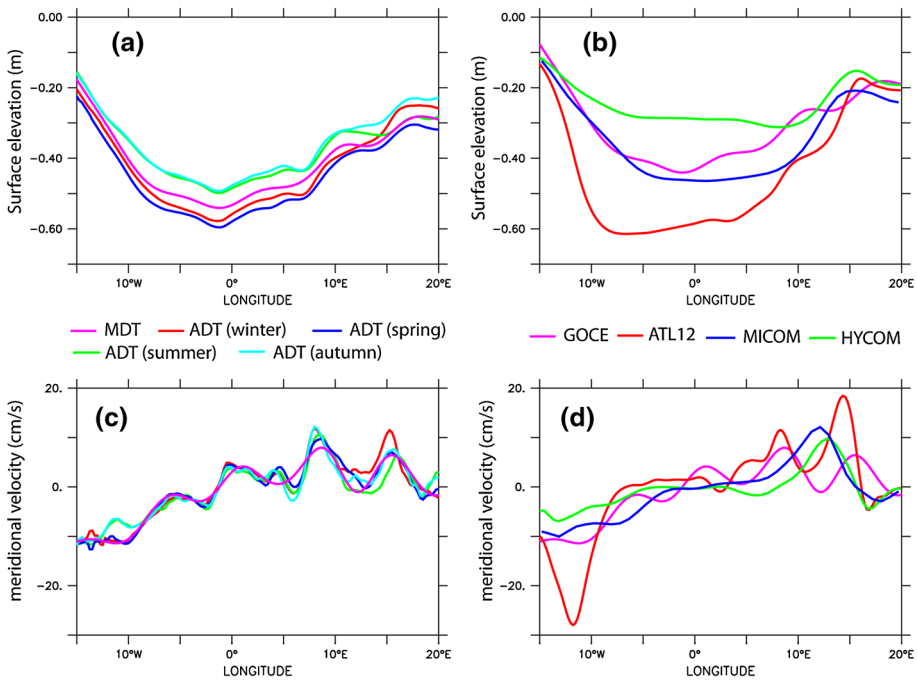 (a)
Surface elevation (m)
0.00
−0.20
−0.40
−0.60
10°W 0° 10°E 20°E
LONGITUDE
(b)
Surface elevation (m)
0.00
−0.20
−0.40
−0.60
10°W 0° 10°E 20°E
LONGITUDE
MDT ADT (winter) ADT (spring)
ADT (summer) ADT (autumn)
GOCE ATL12 MICOM HYCOM
(c)
meridional velocity (cm/s)
20.
0.
−20.
10°W 0° 10°E 20°E
LONGITUDE
(d)
meridional velocity (cm/s)
20.
0.
−20.
10°W 0° 10°E 20°E
LONGITUDE